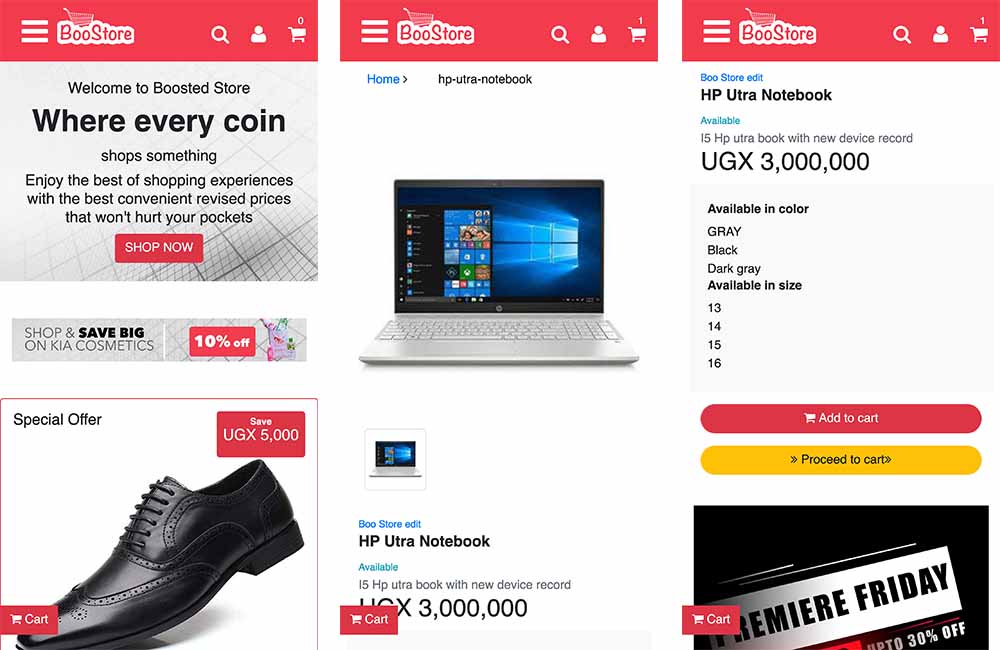 BooStore
0
Welcome to Boosted Store
Where every coin
shops something
Enjoy the best of shopping experiences
with the best convenient revised prices
that won't hurt your pockets
SHOP NOW
SHOP & SAVE BIG
ON KIA COSMETICS
10% off
Special Offer
Save
UGX 5,000
Cart
BooStore
1
Home › hp-utra-notebook
Boo Store edit
HP Utra Notebook
Available
I5 Hp utra book with new device record
UGX 3,000,000
Cart
BooStore
1
Boo Store edit
HP Utra Notebook
Available
I5 Hp utra book with new device record
UGX 3,000,000
Available in color
GRAY
Black
Dark gray
Available in size
13
14
15
16
Add to cart
» Proceed to cart»
PREMIERE FRIDAY
UPTO 30% OFF
Cart